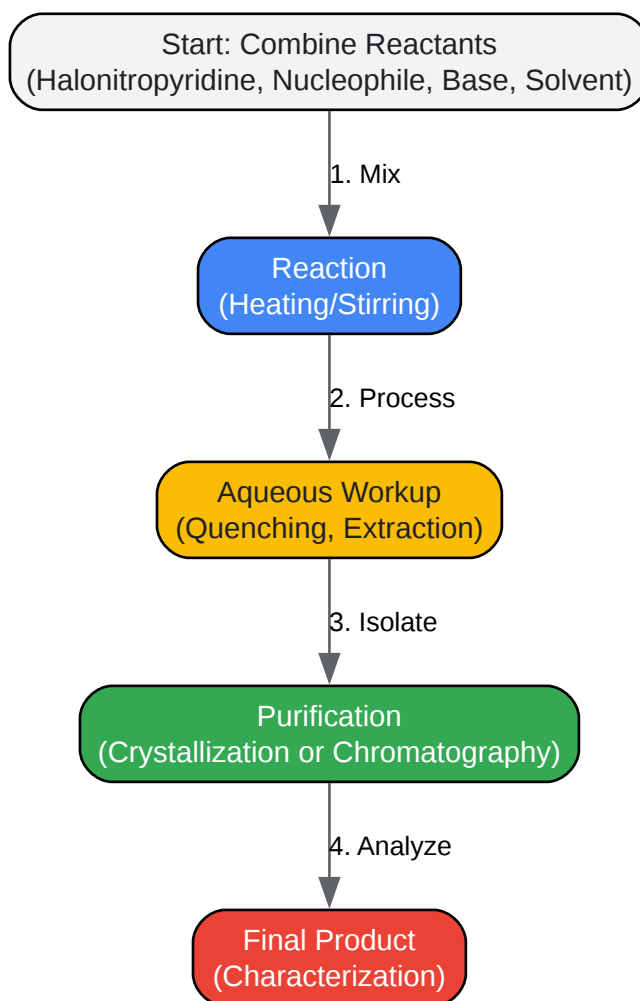 Start: Combine Reactants
(Halonitropyridine, Nucleophile, Base, Solvent)
1. Mix
Reaction
(Heating/Stirring)
2. Process
Aqueous Workup
(Quenching, Extraction)
3. Isolate
Purification
(Crystallization or Chromatography)
4. Analyze
Final Product
(Characterization)